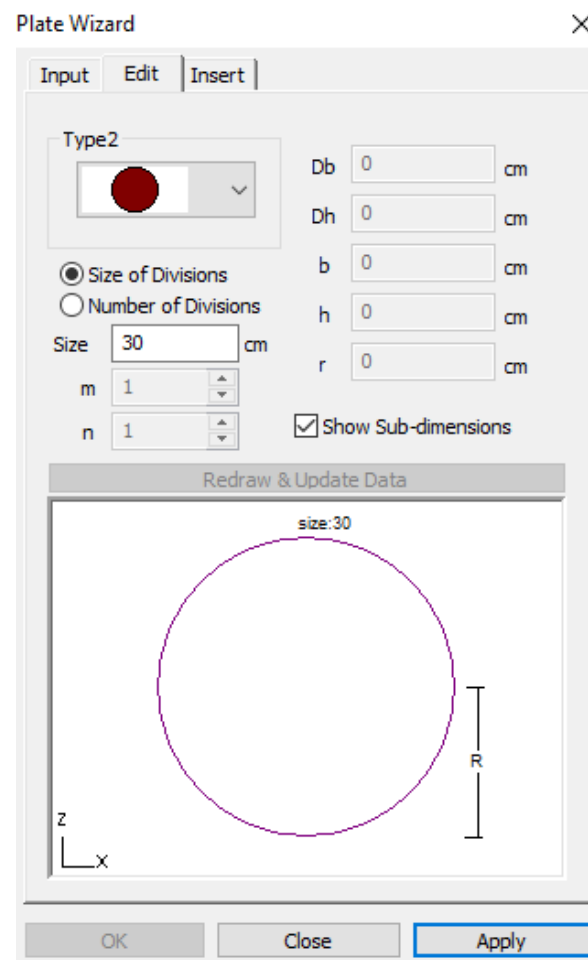 Plate Wizard
Input Edit Insert
Type2
Db 0 cm
Dh 0 cm
b 0 cm
h 0 cm
r 0 cm
Size of Divisions
Number of Divisions
Size 30 cm
m 1
n 1
Show Sub-dimensions
Redraw & Update Data
size:30
R
z
x
OK Close Apply